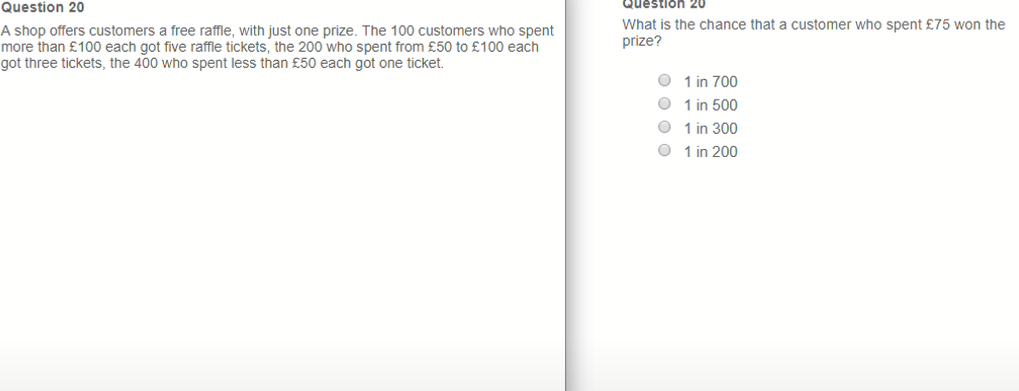 Question 20
A shop offers customers a free raffle, with just one prize. The 100 customers who spent
more than £100 each got five raffle tickets, the 200 who spent from £50 to £100 each
got three tickets, the 400 who spent less than £50 each got one ticket.
Question 20
What is the chance that a customer who spent £75 won the
prize?
1 in 700
1 in 500
1 in 300
1 in 200